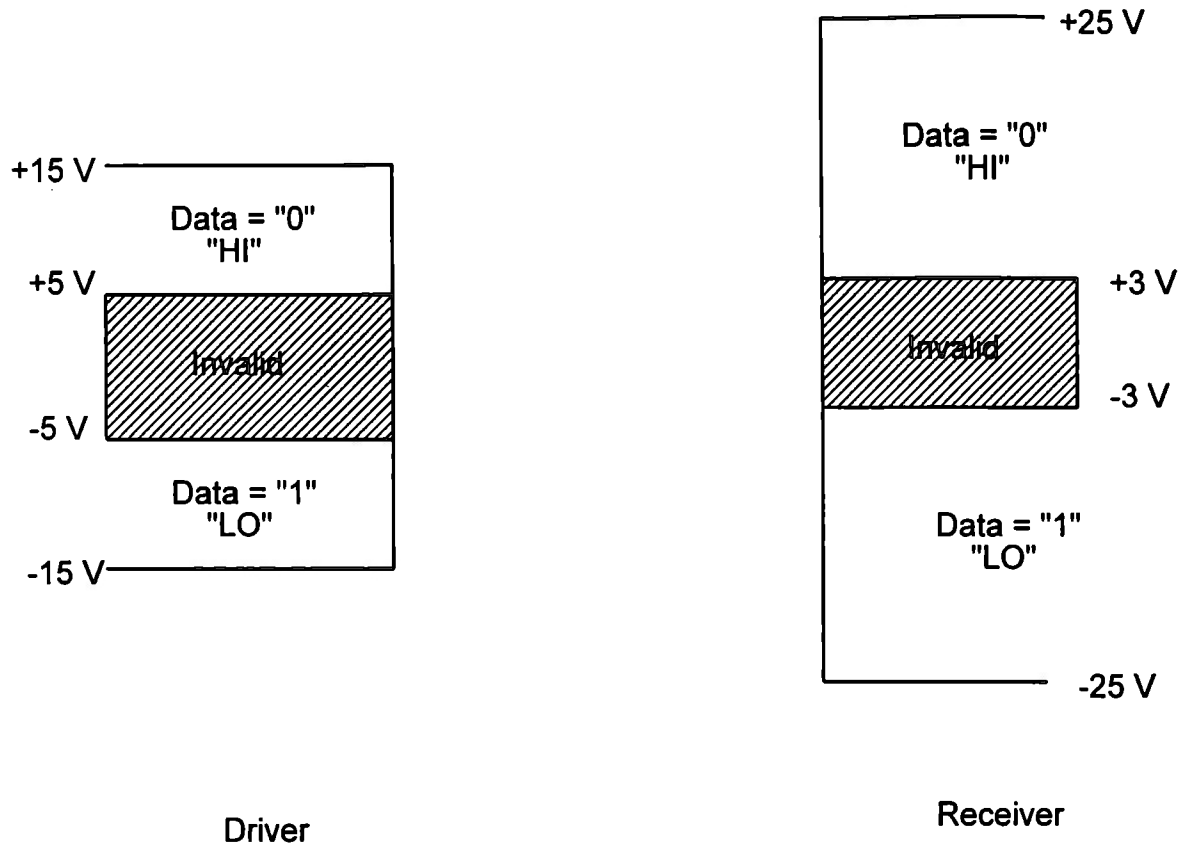 +25 V
Data = "0"
"HI"
+15 V
Data = "0"
"HI"
+5 V
+3 V
Invalid
Invalid
-3 V
-5 V
Data = "1"
"LO"
Data = "1"
"LO"
-15 V
-25 V
Receiver
Driver